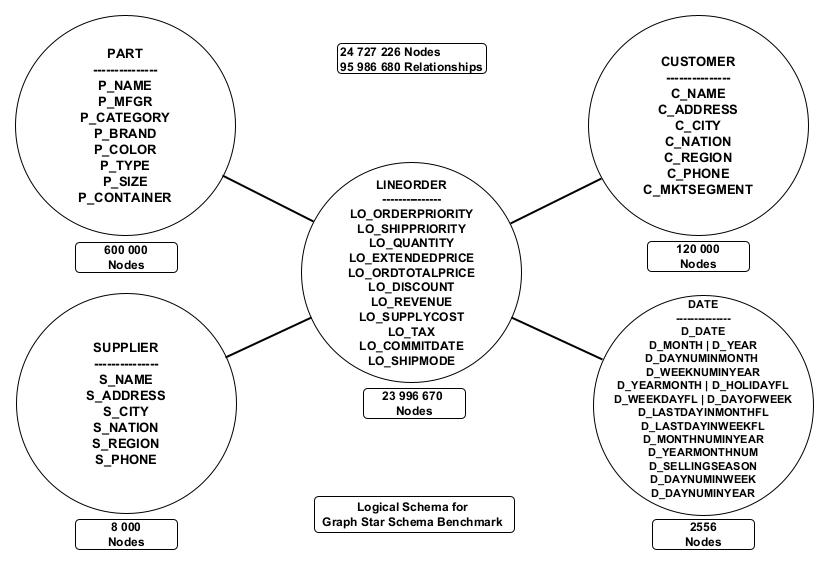 PART
---------------
P_NAME
P_MFGR
P_CATEGORY
P_BRAND
P_COLOR
P_TYPE
P_SIZE
P_CONTAINER
600 000
Nodes
24 727 226 Nodes
95 986 680 Relationships
CUSTOMER
---------------
C_NAME
C_ADDRESS
C_CITY
C_NATION
C_REGION
C_PHONE
C_MKTSEGMENT
120 000
Nodes
LINEORDER
---------------
LO_ORDERPRIORITY
LO_SHIPPRIORITY
LO_QUANTITY
LO_EXTENDEDPRICE
LO_ORDTOTALPRICE
LO_DISCOUNT
LO_REVENUE
LO_SUPPLYCOST
LO_TAX
LO_COMMITDATE
LO_SHIPMODE
23 996 670
Nodes
SUPPLIER
---------------
S_NAME
S_ADDRESS
S_CITY
S_NATION
S_REGION
S_PHONE
8 000
Nodes
DATE
---------------
D_DATE
D_MONTH | D_YEAR
D_DAYNUMINMONTH
D_WEEKNUMINYEAR
D_YEARMONTH | D_HOLIDAYFL
D_WEEKDAYFL | D_DAYOFWEEK
D_LASTDAYINMONTHFL
D_LASTDAYINWEEKFL
D_MONTHNUMINYEAR
D_YEARMONTHNUM
D_SELLINGSEASON
D_DAYNUMINWEEK
D_DAYNUMINYEAR
2556
Nodes
Logical Schema for
Graph Star Schema Benchmark